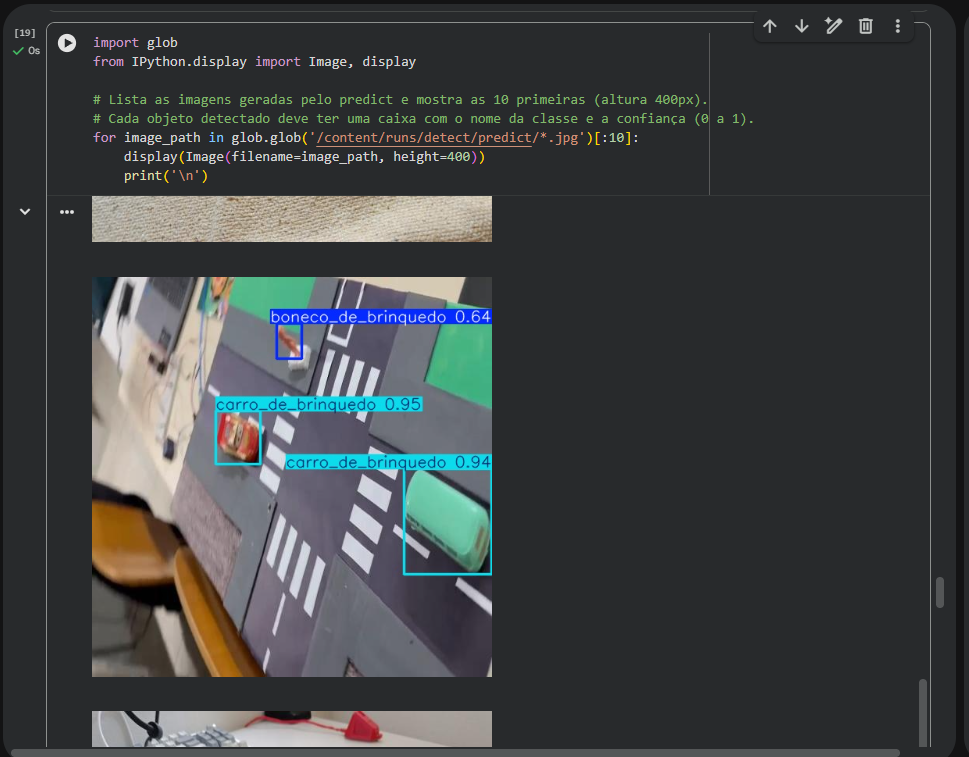 [19]
0s
import glob
from IPython.display import Image, display
# Lista as imagens geradas pelo predict e mostra as 10 primeiras (altura 400px).
# Cada objeto detectado deve ter uma caixa com o nome da classe e a confiança (0 a 1).
for image_path in glob.glob('/content/runs/detect/predict/*.jpg')[:10]:
    display(Image(filename=image_path, height=400))
    print('\n')
boneco_de_brinquedo 0.64
carro_de_brinquedo 0.95
carro_de_brinquedo 0.94